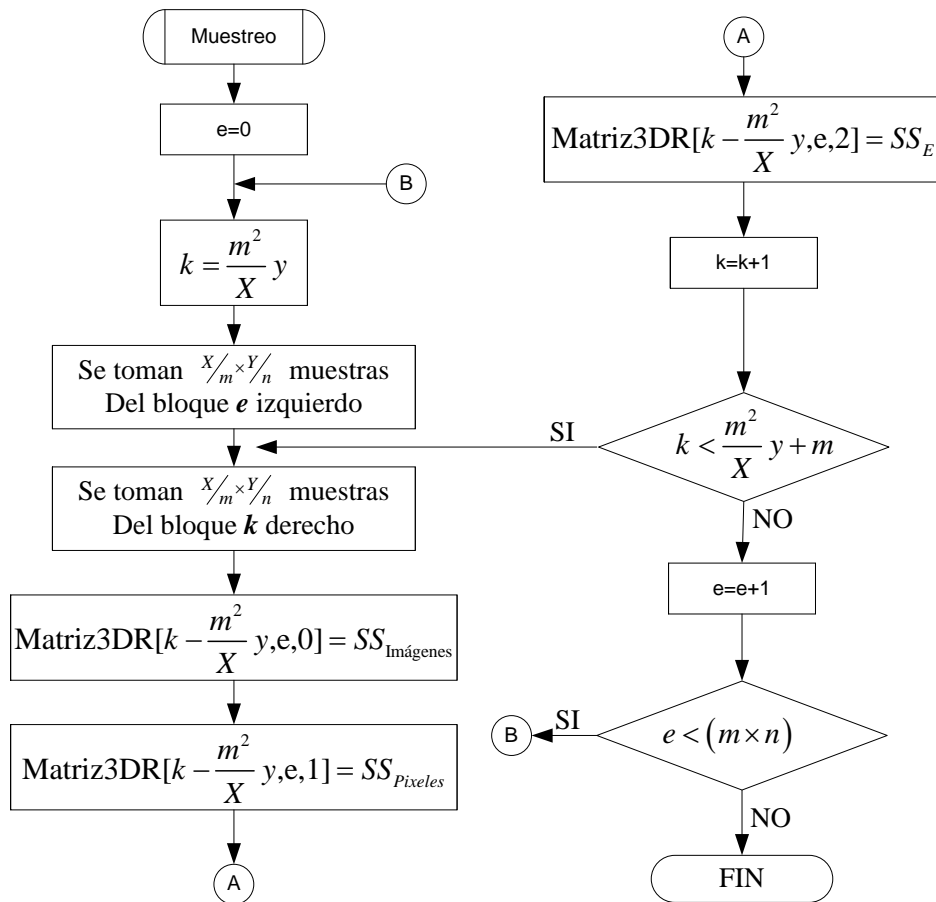 Muestreo
e=0
B
k = m²/X y
Se toman X/m × Y/n muestras
Del bloque e izquierdo
Se toman X/m × Y/n muestras
Del bloque k derecho
Matriz3DR[k − m²/X y,e,0] = SS_Imágenes
Matriz3DR[k − m²/X y,e,1] = SS_Pixeles
A
A
Matriz3DR[k − m²/X y,e,2] = SS_E
k=k+1
SI
k < m²/X y + m
NO
e=e+1
B
SI
e < (m × n)
NO
FIN